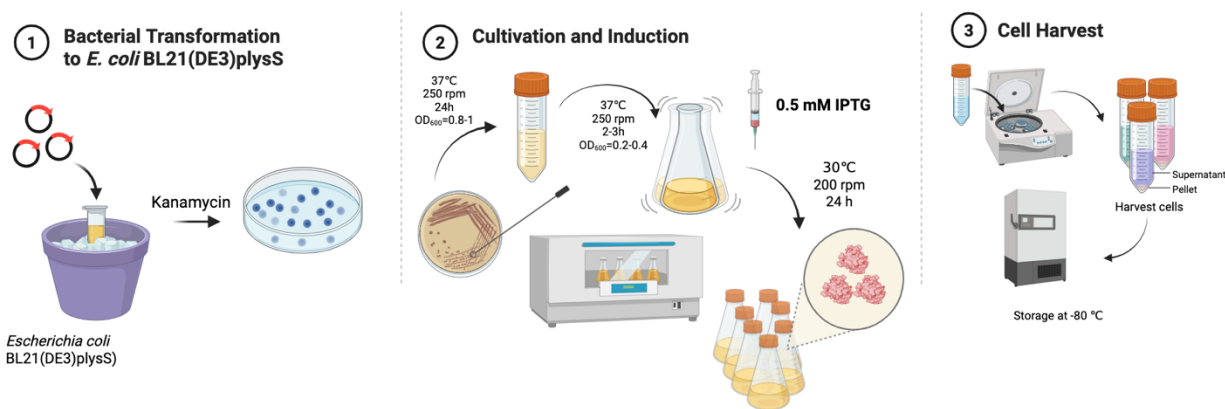 1
Bacterial Transformation
to E. coli BL21(DE3)plysS
Kanamycin
Escherichia coli
BL21(DE3)plysS)
2
Cultivation and Induction
37℃
250 rpm
24h
OD₆₀₀=0.8-1
37℃
250 rpm
2-3h
OD₆₀₀=0.2-0.4
0.5 mM IPTG
30℃
200 rpm
24 h
3
Cell Harvest
Supernatant
Pellet
Harvest cells
Storage at -80 ℃